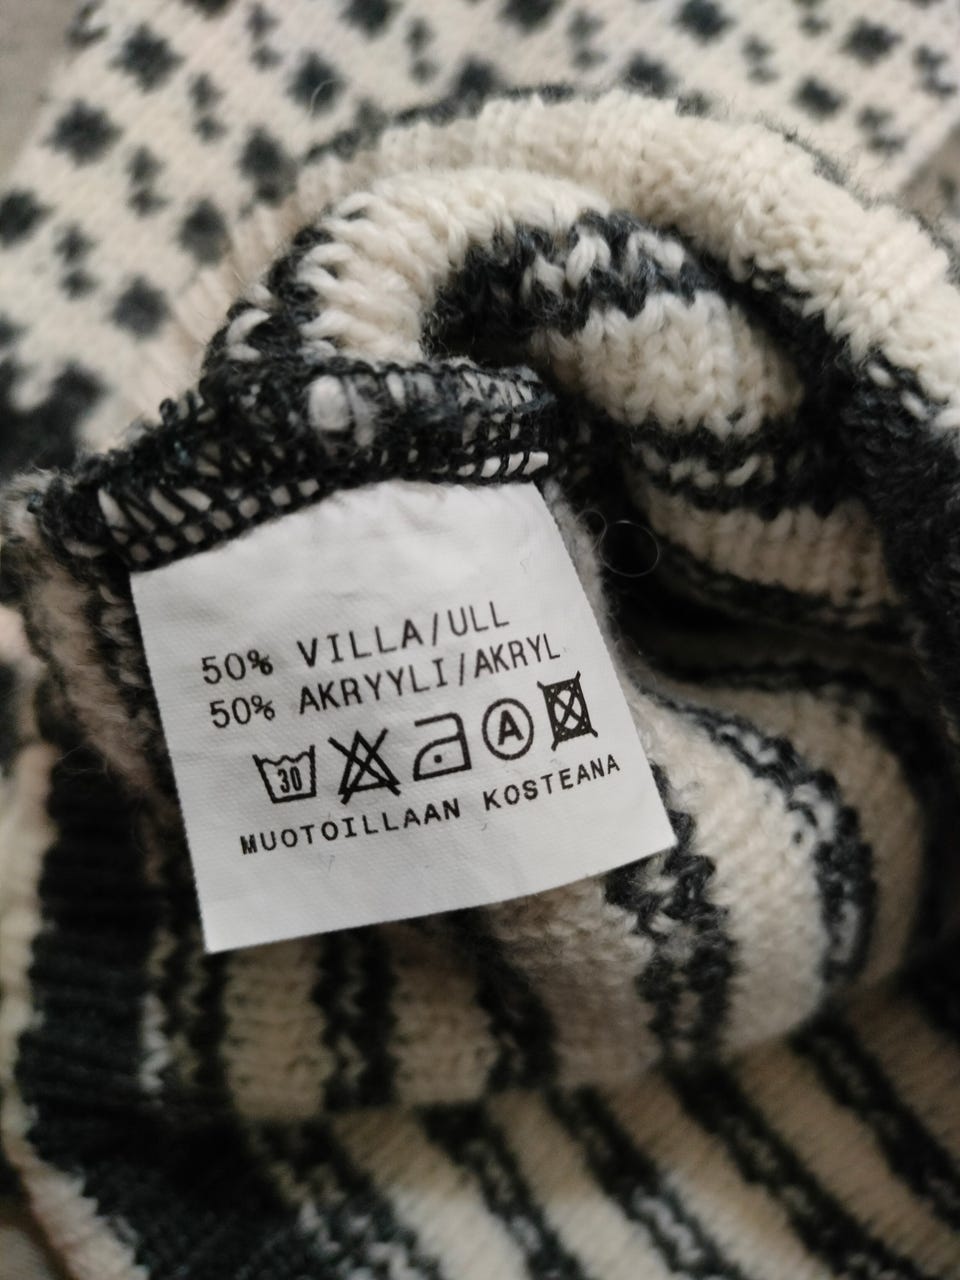 50% VILLA/ULL
50% AKRYYLI/AKRYL
30 A
MUOTOILLAAN KOSTEANA